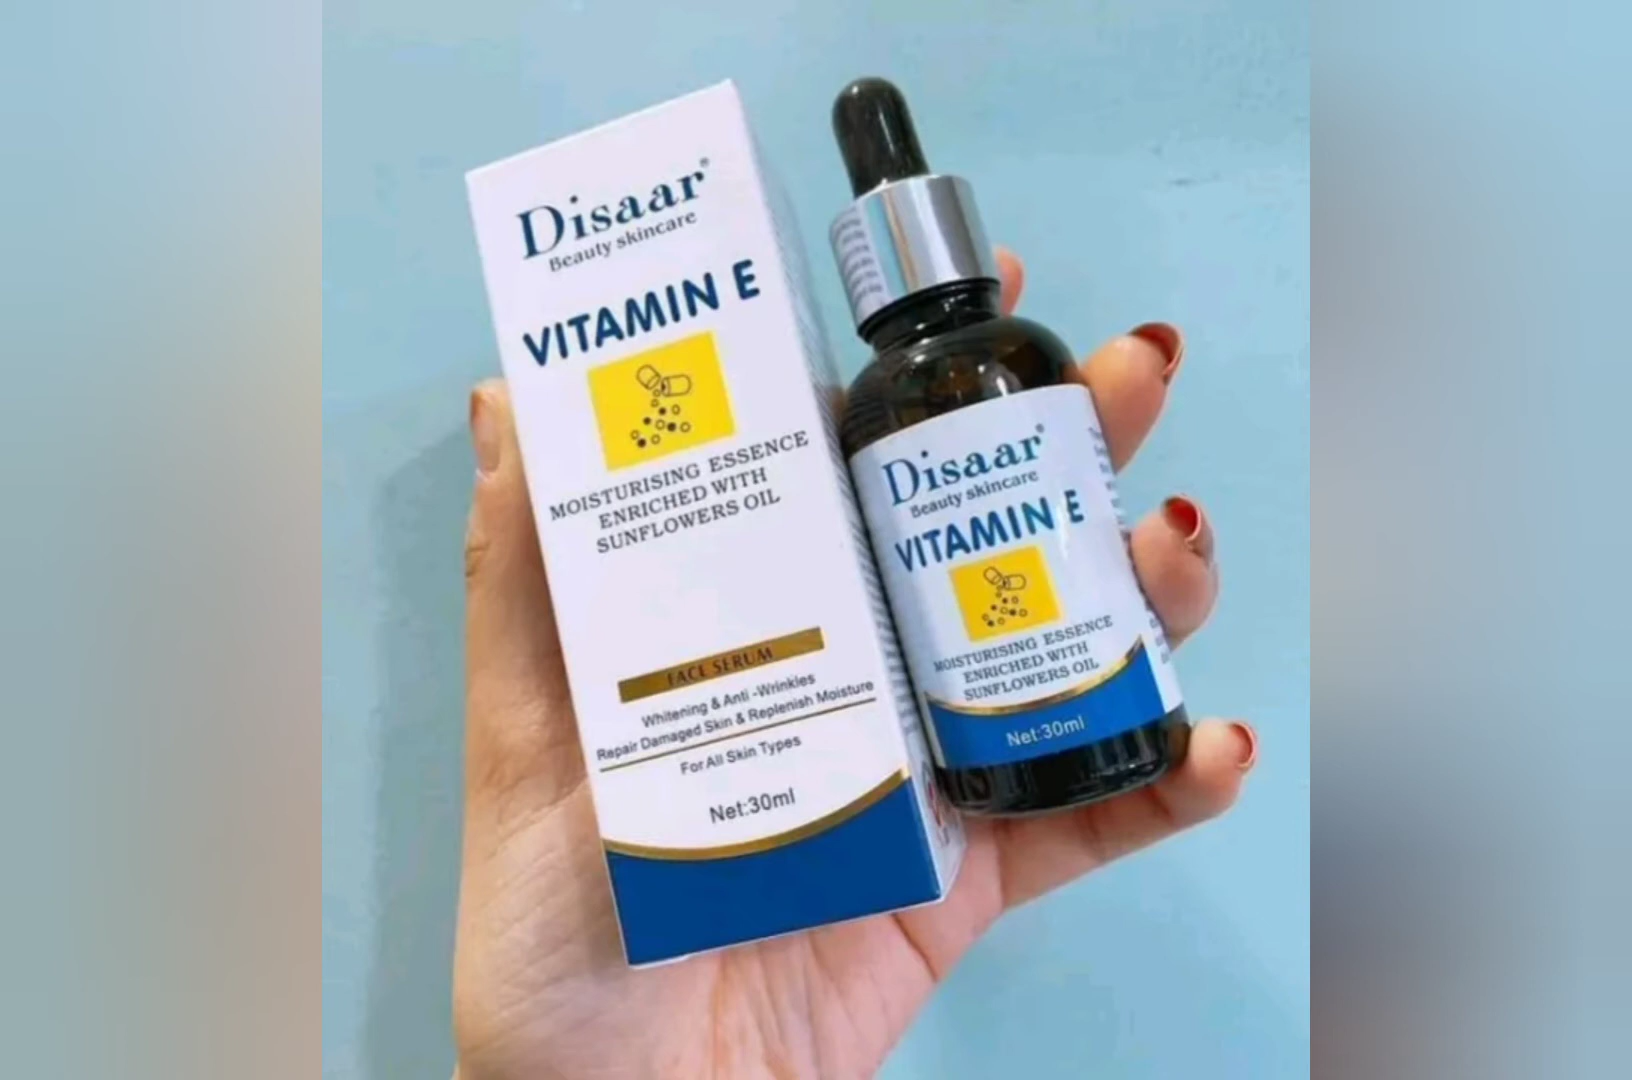 Disaar®
Beauty skincare
VITAMIN E
MOISTURISING ESSENCE
ENRICHED WITH
SUNFLOWERS OIL
FACE SERUM
Whitening & Anti -Wrinkles
Repair Damaged Skin & Replenish Moisture
For All Skin Types
Net:30ml
Disaar®
Beauty skincare
VITAMIN E
MOISTURISING ESSENCE
ENRICHED WITH
SUNFLOWERS OIL
Net:30ml